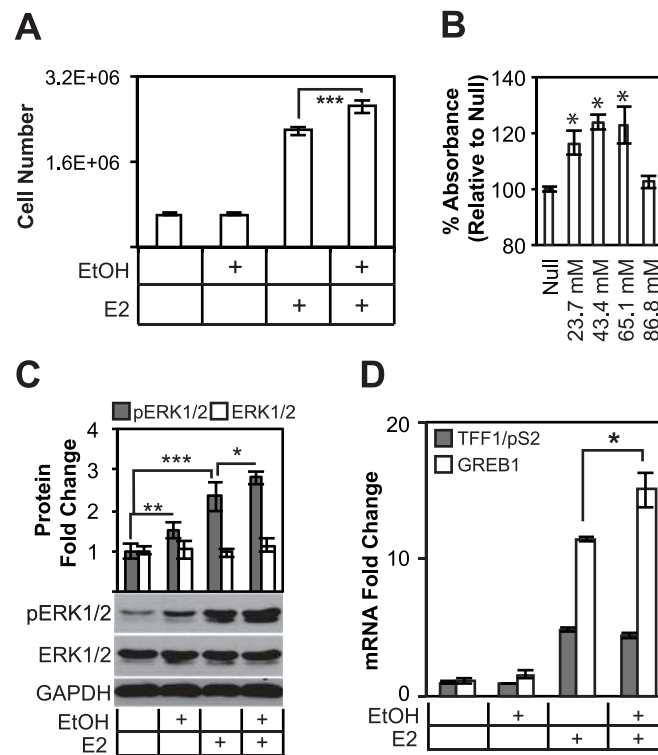 A
3.2E+06
1.6E+06
Cell Number
***
EtOH + +
E2 + +
B
% Absorbance
(Relative to Null)
140
120
100
80
* * *
Null
23.7 mM
43.4 mM
65.1 mM
86.8 mM
C
pERK1/2 ERK1/2
Protein
Fold Change
4
3
2
1
** *** *
pERK1/2
ERK1/2
GAPDH
EtOH + +
E2 + +
D
mRNA Fold Change
20
10
0
TFF1/pS2
GREB1
*
EtOH + +
E2 + +